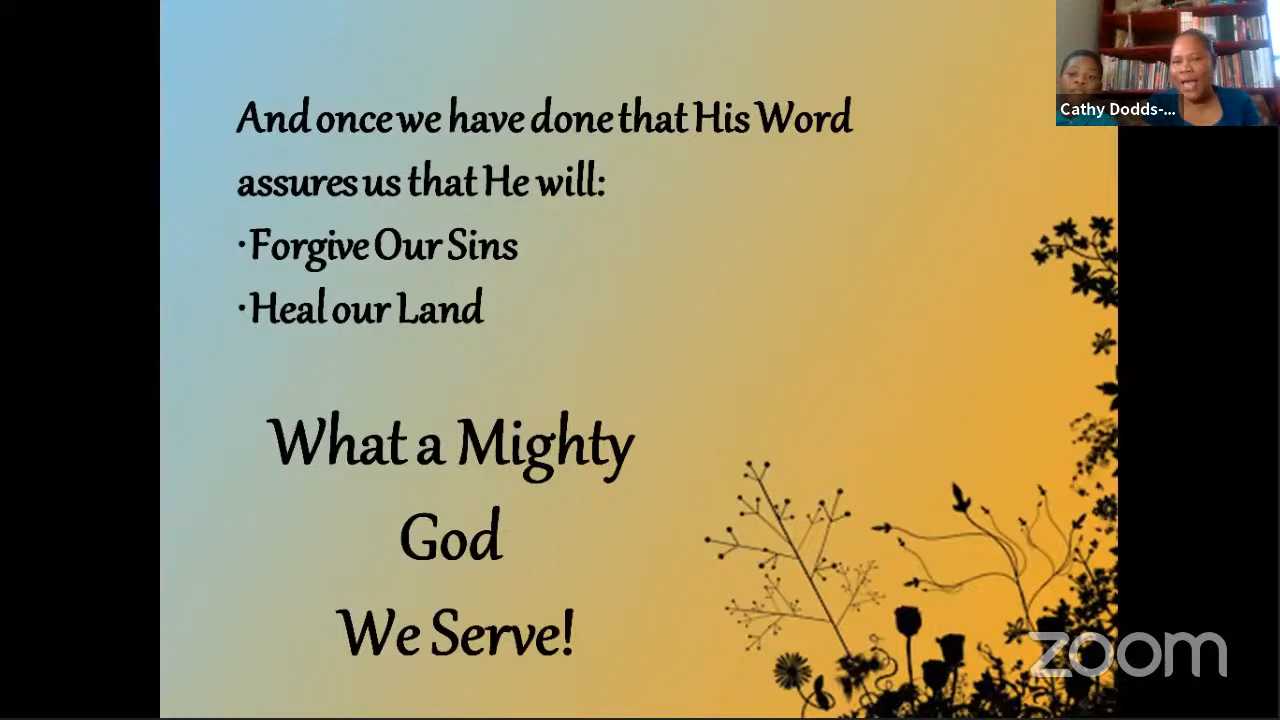 And once we have done that His Word
assures us that He will:
·Forgive Our Sins
·Heal our Land
What a Mighty
God
We Serve!
Cathy Dodds-...
zoom